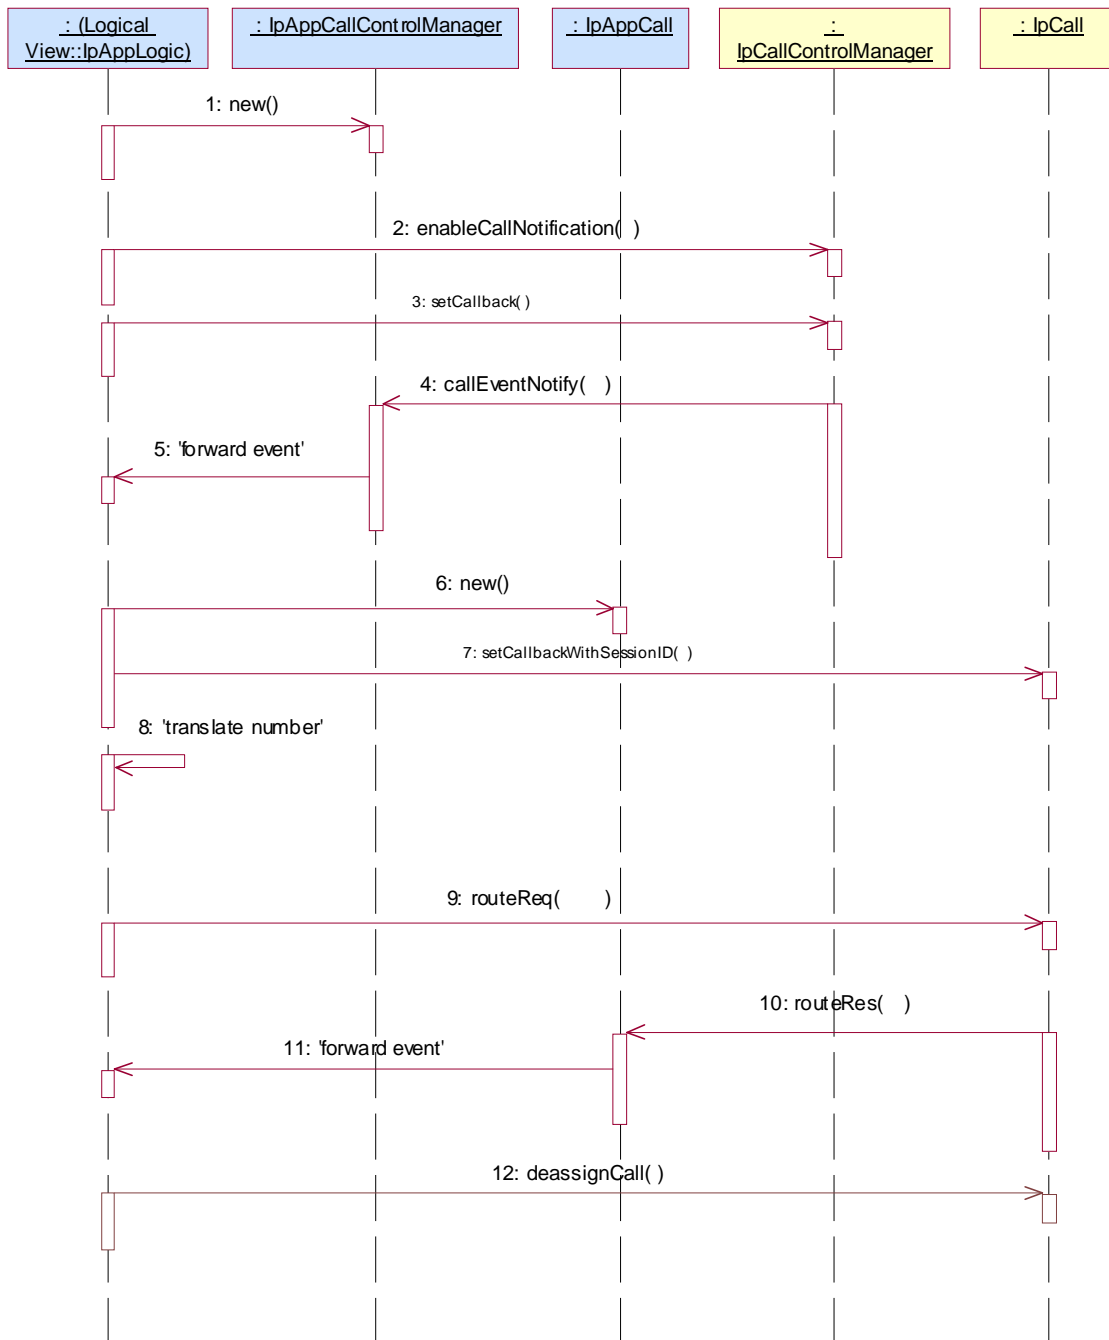 : (Logical
View::IpAppLogic)
: IpAppCallControlManager
: IpAppCall
:
IpCallControlManager
: IpCall
1: new()
2: enableCallNotification( )
3: setCallback( )
4: callEventNotify( )
5: 'forward event'
6: new()
7: setCallbackWithSessionID( )
8: 'translate number'
9: routeReq( )
10: routeRes( )
11: 'forward event'
12: deassignCall( )